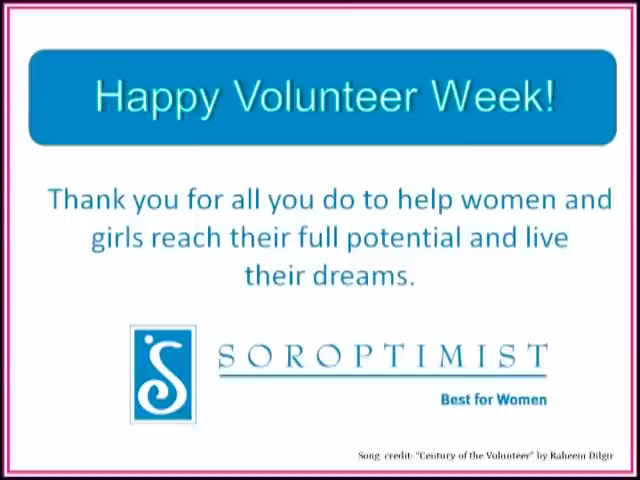 Happy Volunteer Week!
Thank you for all you do to help women and
girls reach their full potential and live
their dreams.
SOROPTIMIST
Best for Women
Song credit: "Century of the Volunteer" by Raheem Dilgir